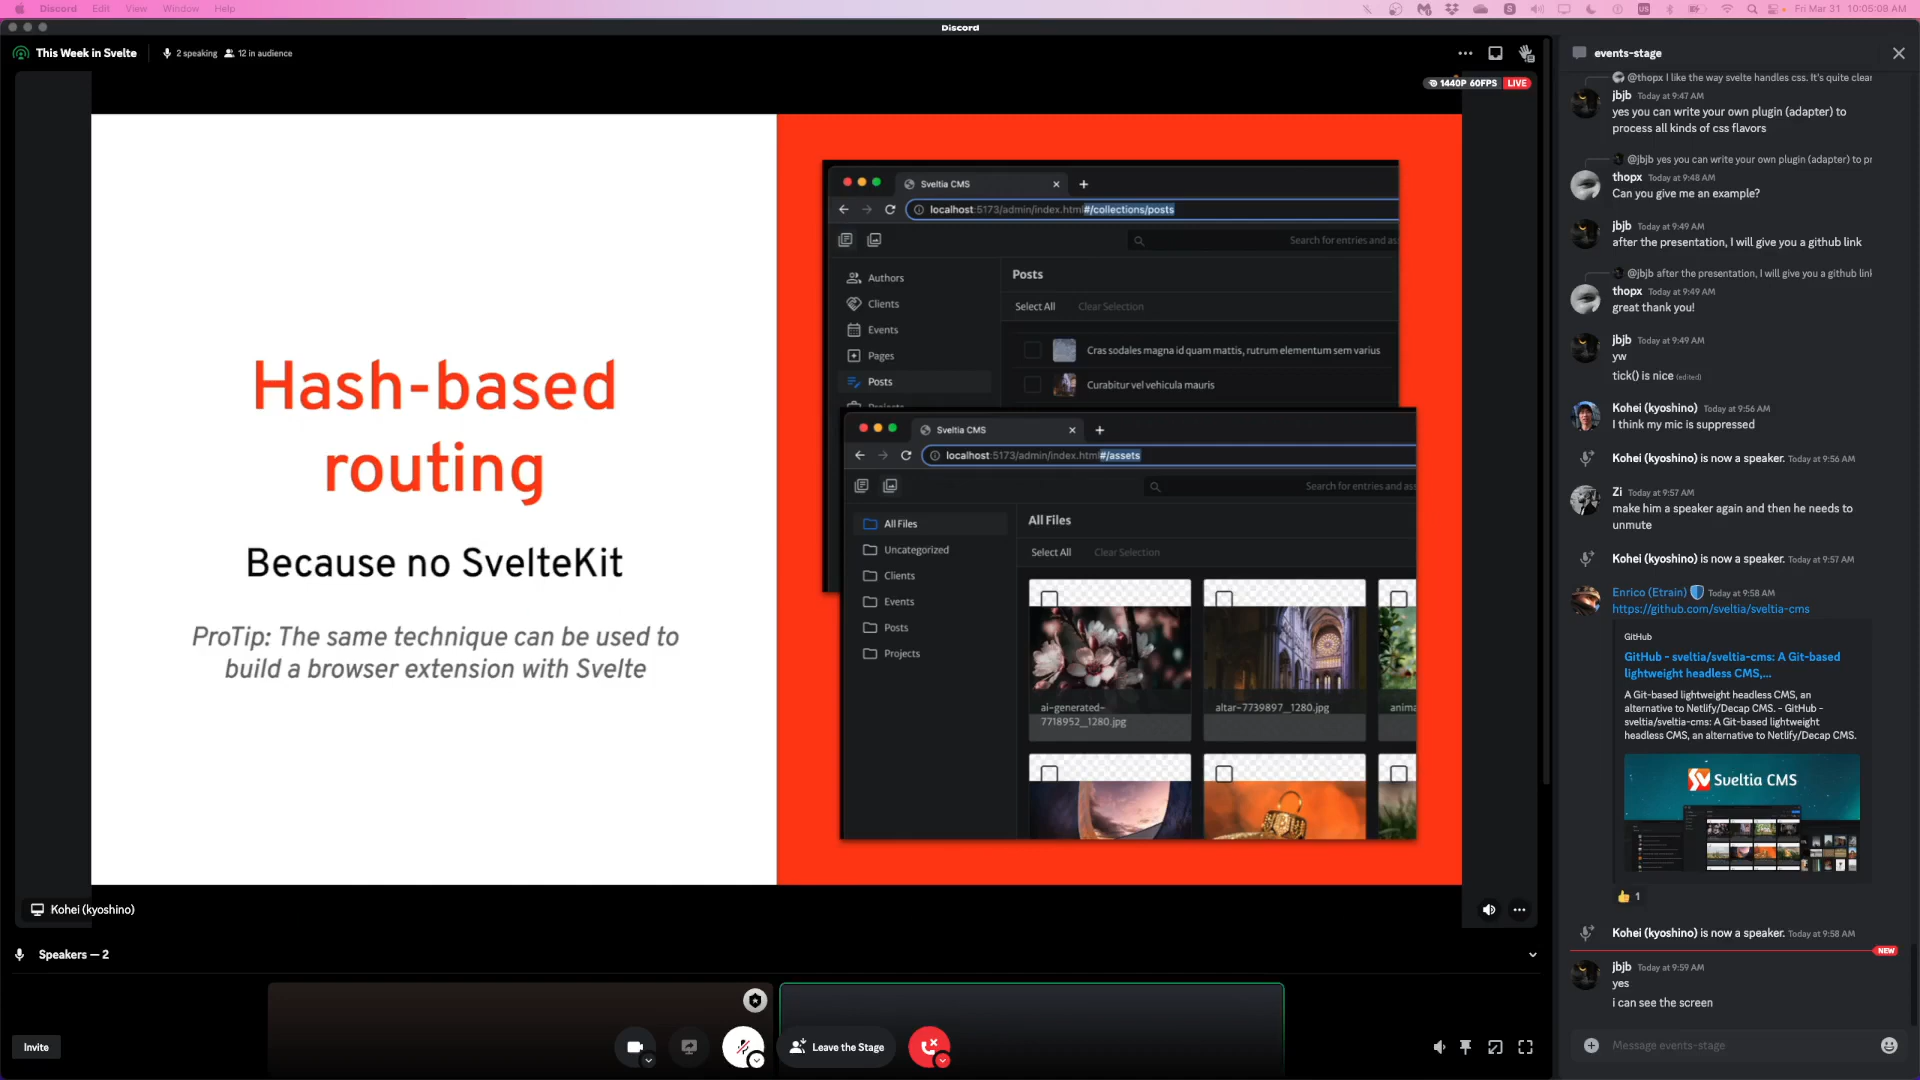 Discord Edit View Window Help
Fri Mar 31 10:05:09 AM
Discord
This Week in Svelte
2 speaking 12 in audience
1440P 60FPS LIVE
Hash-based
routing
Because no SvelteKit
ProTip: The same technique can be used to
build a browser extension with Svelte
Sveltia CMS
localhost:5173/admin/index.html#/collections/posts
Search for entries and ass
Authors
Clients
Events
Pages
Posts
Projects
Posts
Select All Clear Selection
Cras sodales magna id quam mattis, rutrum elementum sem varius
Curabitur vel vehicula mauris
Sveltia CMS
localhost:5173/admin/index.html#/assets
Search for entries and ass
All Files
Uncategorized
Clients
Events
Posts
Projects
All Files
Select All Clear Selection
ai-generated-
7718952_1280.jpg
altar-7739897_1280.jpg
anima
Kohei (kyoshino)
Speakers — 2
Invite
Leave the Stage
events-stage
@thopx I like the way svelte handles css. It's quite clear
jbjb Today at 9:47 AM
yes you can write your own plugin (adapter) to
process all kinds of css flavors
@jbjb yes you can write your own plugin (adapter) to pr
thopx Today at 9:48 AM
Can you give me an example?
jbjb Today at 9:49 AM
after the presentation, I will give you a github link
@jbjb after the presentation, I will give you a github link
thopx Today at 9:49 AM
great thank you!
jbjb Today at 9:49 AM
yw
tick() is nice (edited)
Kohei (kyoshino) Today at 9:56 AM
I think my mic is suppressed
Kohei (kyoshino) is now a speaker. Today at 9:56 AM
Zi Today at 9:57 AM
make him a speaker again and then he needs to
unmute
Kohei (kyoshino) is now a speaker. Today at 9:57 AM
Enrico (Etrain) Today at 9:58 AM
https://github.com/sveltia/sveltia-cms
GitHub
GitHub - sveltia/sveltia-cms: A Git-based
lightweight headless CMS,...
A Git-based lightweight headless CMS, an
alternative to Netlify/Decap CMS. - GitHub -
sveltia/sveltia-cms: A Git-based lightweight
headless CMS, an alternative to Netlify/Decap CMS.
Sveltia CMS
1
Kohei (kyoshino) is now a speaker. Today at 9:58 AM
NEW
jbjb Today at 9:59 AM
yes
i can see the screen
Message events-stage